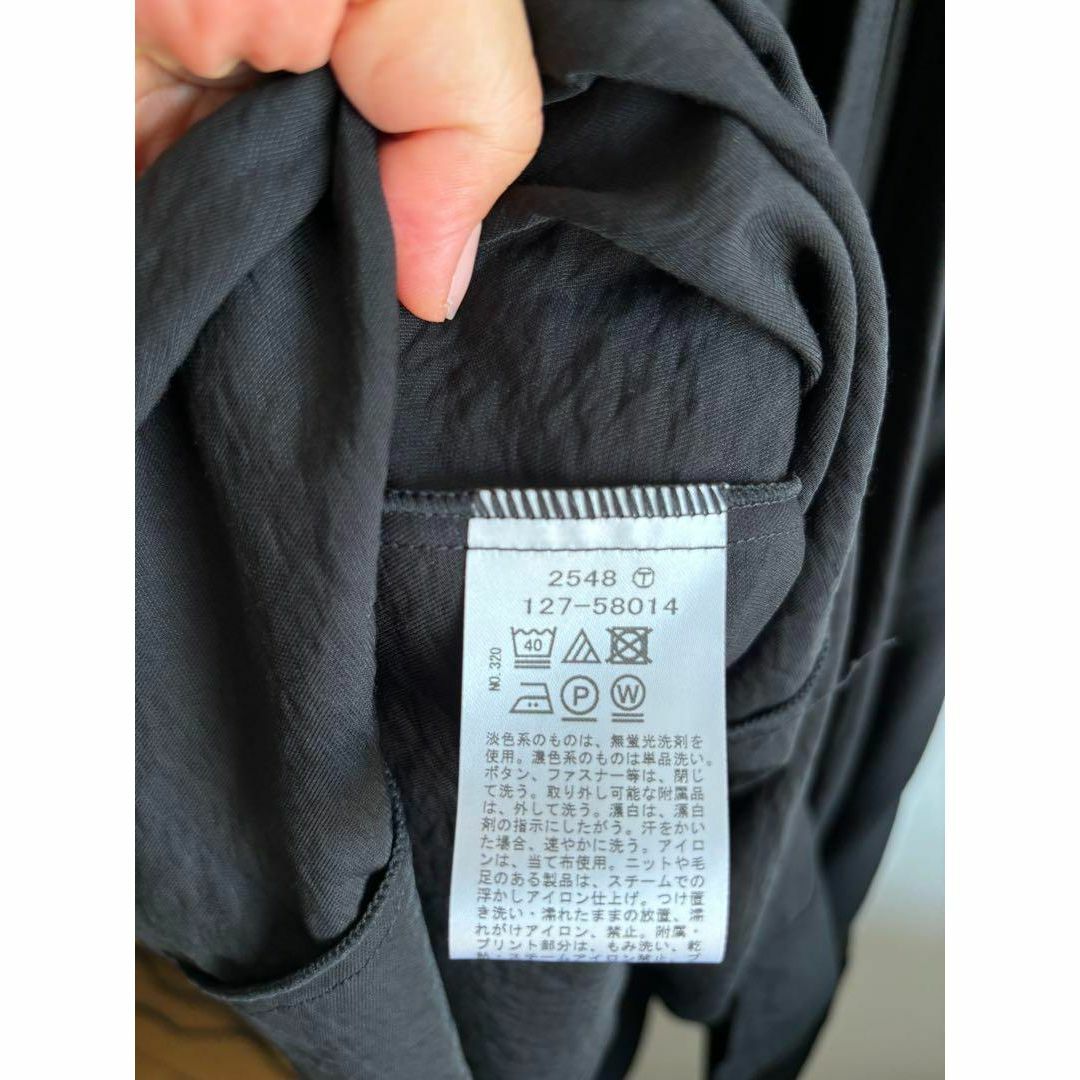 2548 Ⓣ
127-58014
NO.320
40
P W
淡色系のものは、無蛍光洗剤を
使用。濃色系のものは単品洗い。
ボタン、ファスナー等は、閉じ
て洗う。取り外し可能な附属品
は、外して洗う。漂白は、漂白
剤の指示にしたがう。汗をかい
た場合、速やかに洗う。アイロ
ンは、当て布使用。ニットや毛
足のある製品は、スチームでの
浮かしアイロン仕上げ。つけ置
き洗い・濡れたままの放置、濡
れがけアイロン、禁止。附属・
プリント部分は、もみ洗い、乾